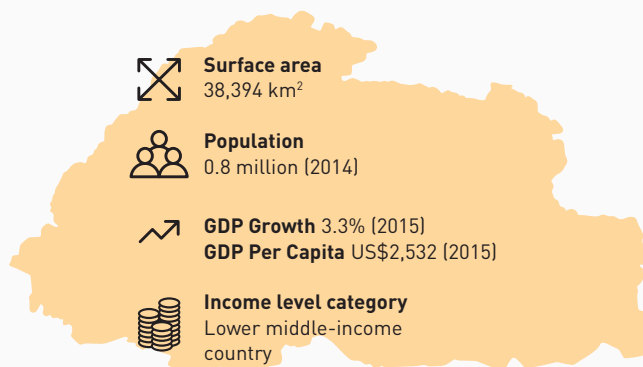 Surface area
38,394 km²
Population
0.8 million (2014)
GDP Growth 3.3% (2015)
GDP Per Capita US$2,532 (2015)
Income level category
Lower middle-income
country